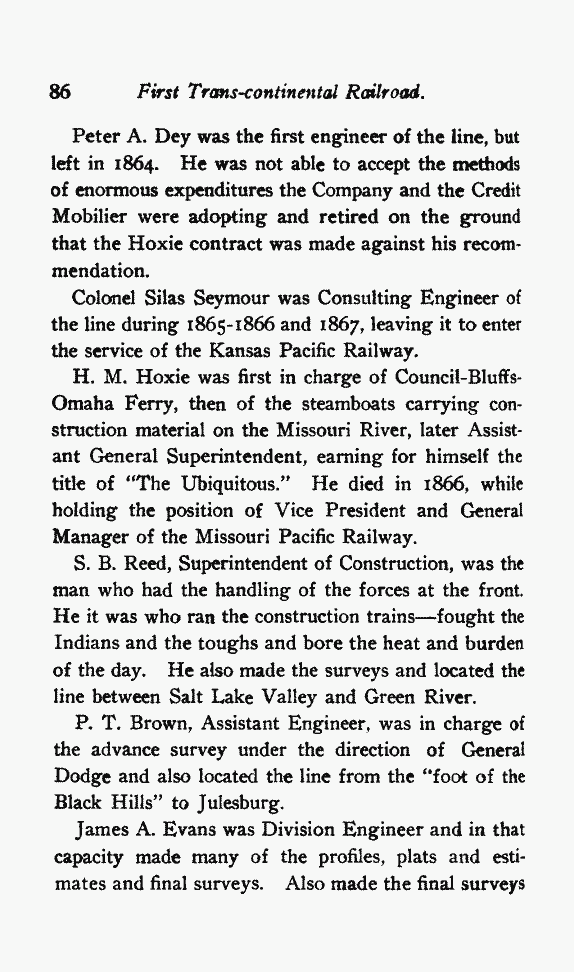 86 First Trans-continental Railroad.
Peter A. Dey was the first engineer of the line, but
left in 1864. He was not able to accept the methods
of enormous expenditures the Company and the Credit
Mobilier were adopting and retired on the ground
that the Hoxie contract was made against his recom-
mendation.
Colonel Silas Seymour was Consulting Engineer of
the line during 1865-1866 and 1867, leaving it to enter
the service of the Kansas Pacific Railway.
H. M. Hoxie was first in charge of Council-Bluffs-
Omaha Ferry, then of the steamboats carrying con-
struction material on the Missouri River, later Assist-
ant General Superintendent, earning for himself the
title of "The Ubiquitous." He died in 1866, while
holding the position of Vice President and General
Manager of the Missouri Pacific Railway.
S. B. Reed, Superintendent of Construction, was the
man who had the handling of the forces at the front.
He it was who ran the construction trains—fought the
Indians and the toughs and bore the heat and burden
of the day. He also made the surveys and located the
line between Salt Lake Valley and Green River.
P. T. Brown, Assistant Engineer, was in charge of
the advance survey under the direction of General
Dodge and also located the line from the "foot of the
Black Hills" to Julesburg.
James A. Evans was Division Engineer and in that
capacity made many of the profiles, plats and esti-
mates and final surveys. Also made the final surveys